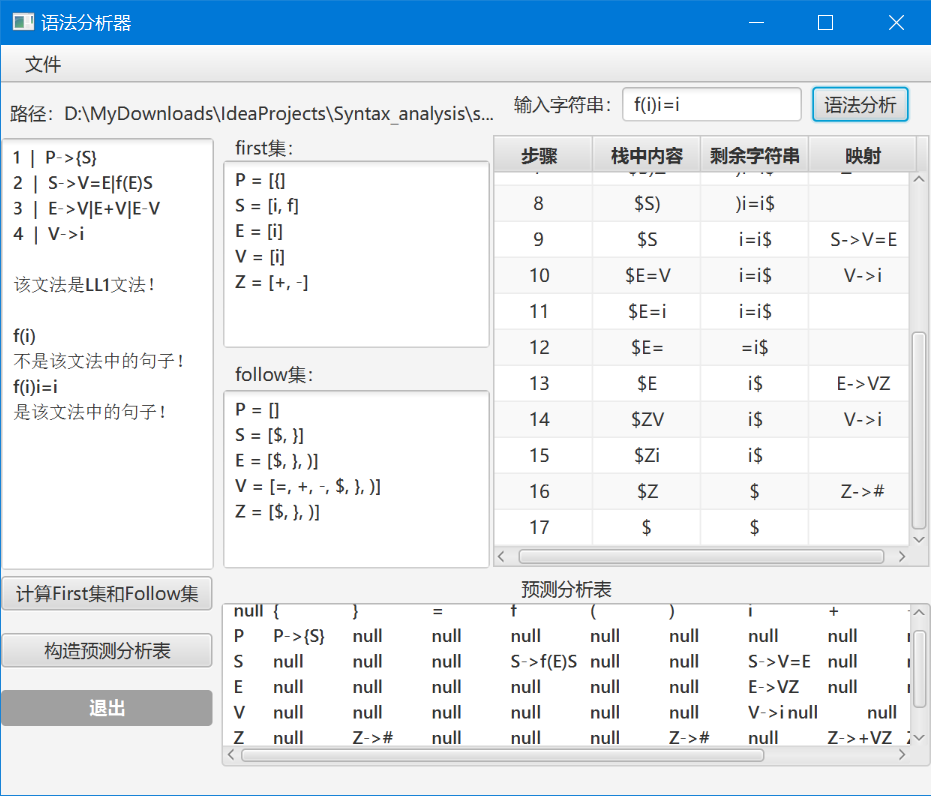 语法分析器
文件
路径：D:\MyDownloads\IdeaProjects\Syntax_analysis\s...
输入字符串：
f(i)i=i
语法分析
1 | P->{S}
2 | S->V=E|f(E)S
3 | E->V|E+V|E-V
4 | V->i
该文法是LL1文法！
f(i)
不是该文法中的句子！
f(i)i=i
是该文法中的句子！
first集：
P = [{]
S = [i, f]
E = [i]
V = [i]
Z = [+, -]
follow集：
P = []
S = [$, }]
E = [$, }, )]
V = [=, +, -, $, }, )]
Z = [$, }, )]
步骤 栈中内容 剩余字符串 映射
8 $S) )i=i$
9 $S i=i$ S->V=E
10 $E=V i=i$ V->i
11 $E=i i=i$
12 $E= =i$
13 $E i$ E->VZ
14 $ZV i$ V->i
15 $Zi i$
16 $Z $ Z->#
17 $ $
计算First集和Follow集
构造预测分析表
退出
预测分析表
null { } = f ( ) i +
P P->{S} null null null null null null null
S null null null S->f(E)S null null S->V=E null
E null null null null null null E->VZ null
V null null null null null null V->i null null
Z null Z-># null null null Z-># null Z->+VZ